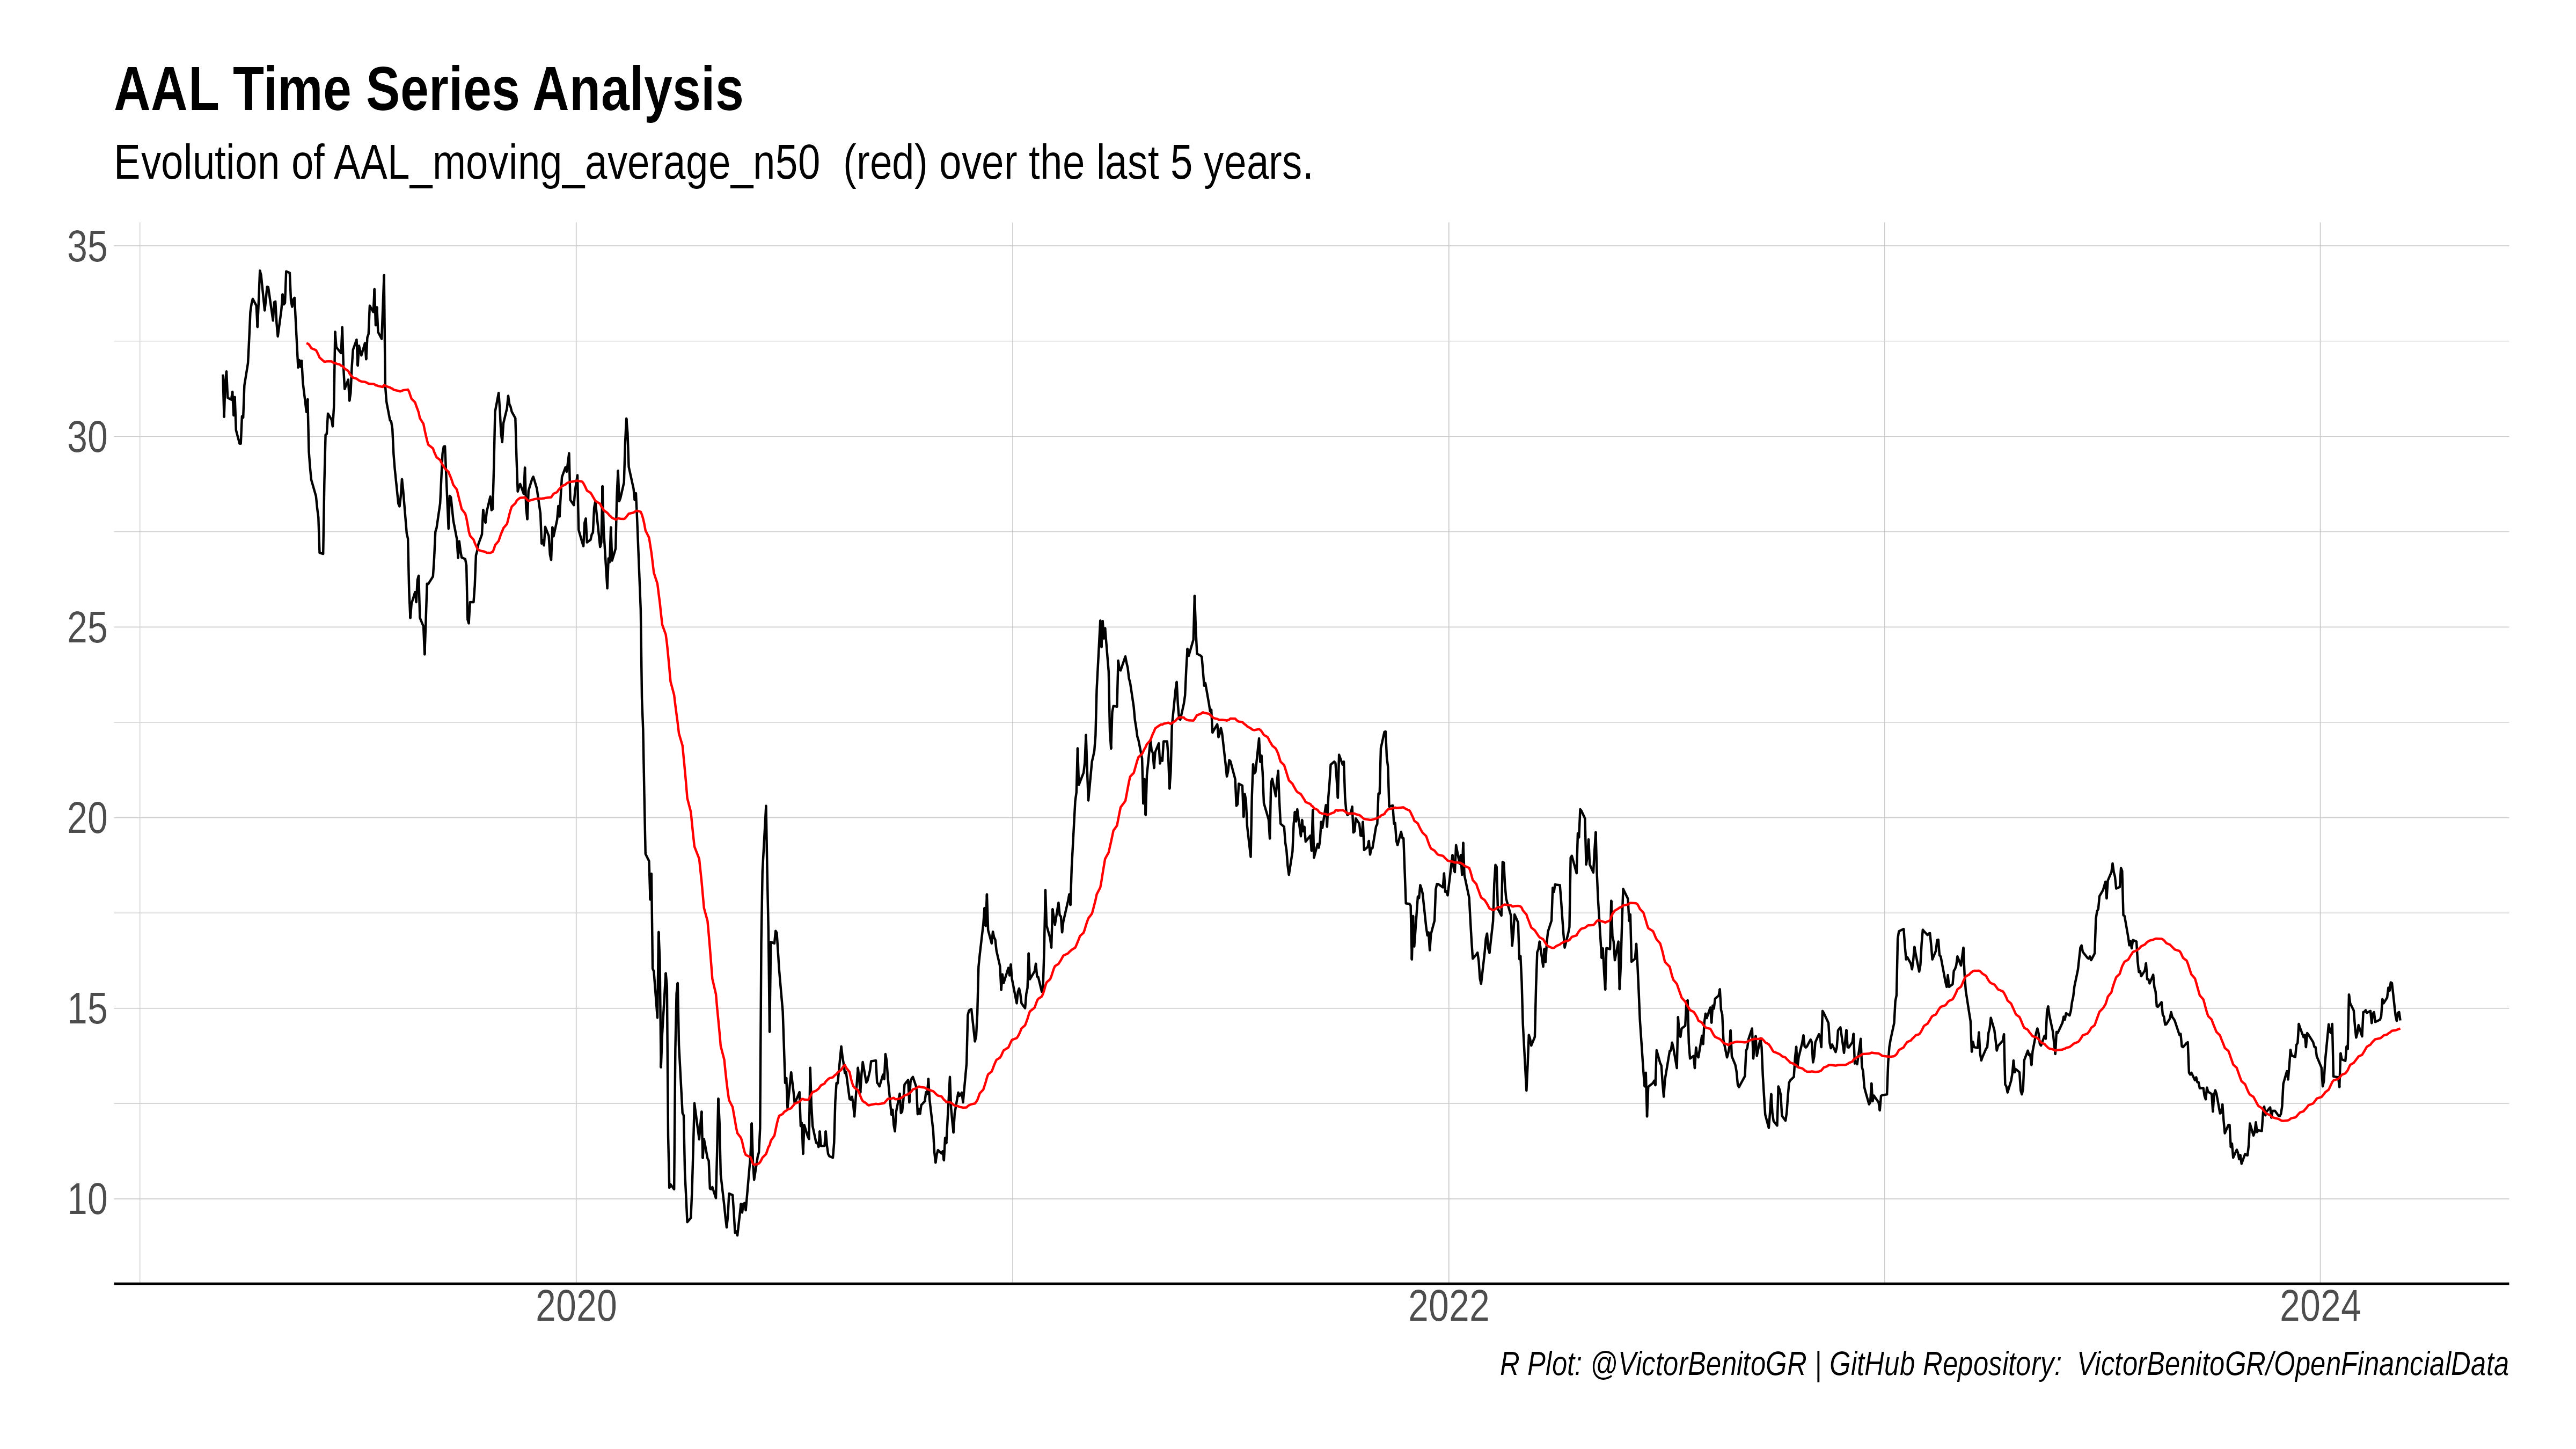 AAL Time Series Analysis
Evolution of AAL_moving_average_n50  (red) over the last 5 years.
35
30
25
20
15
10
2020 2022 2024
R Plot: @VictorBenitoGR | GitHub Repository:  VictorBenitoGR/OpenFinancialData